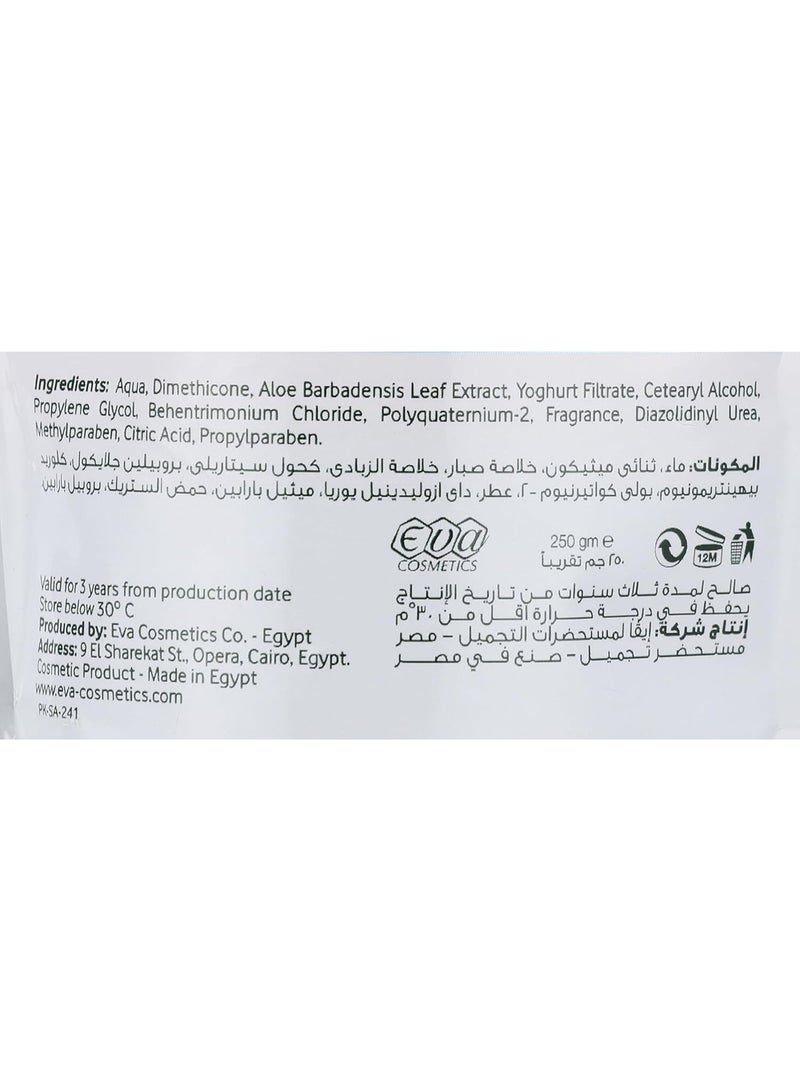 Ingredients: Aqua, Dimethicone, Aloe Barbadensis Leaf Extract, Yoghurt Filtrate, Cetearyl Alcohol,
Propylene Glycol, Behentrimonium Chloride, Polyquaternium-2, Fragrance, Diazolidinyl Urea,
Methylparaben, Citric Acid, Propylparaben.
المكونات: ماء، ثنائى ميثيكون، خلاصة صبار، خلاصة الزبادى، كحول سيتاريلى، بروبيلين جلايكول، كلوريد
بيهينتريمونيوم، بولى كواتيرنيوم -٢، عطر، داى ازوليدينيل يوريا، ميثيل بارابين، حمض الستريك، بروبيل بارابين.
Eva
COSMETICS
250 gm e
٢٥٠ جم تقريباً
12M
Valid for 3 years from production date
Store below 30° C
Produced by: Eva Cosmetics Co. - Egypt
Address: 9 El Sharekat St., Opera, Cairo, Egypt.
Cosmetic Product - Made in Egypt
www.eva-cosmetics.com
PK-SA-241
صالح لمدة ثلاث سنوات من تاريخ الإنتاج
يحفظ في درجة حرارة أقل من ٣٠°م
إنتاج شركة: إيڤا لمستحضرات التجميل – مصر
مستحضر تجميل – صنع في مصر